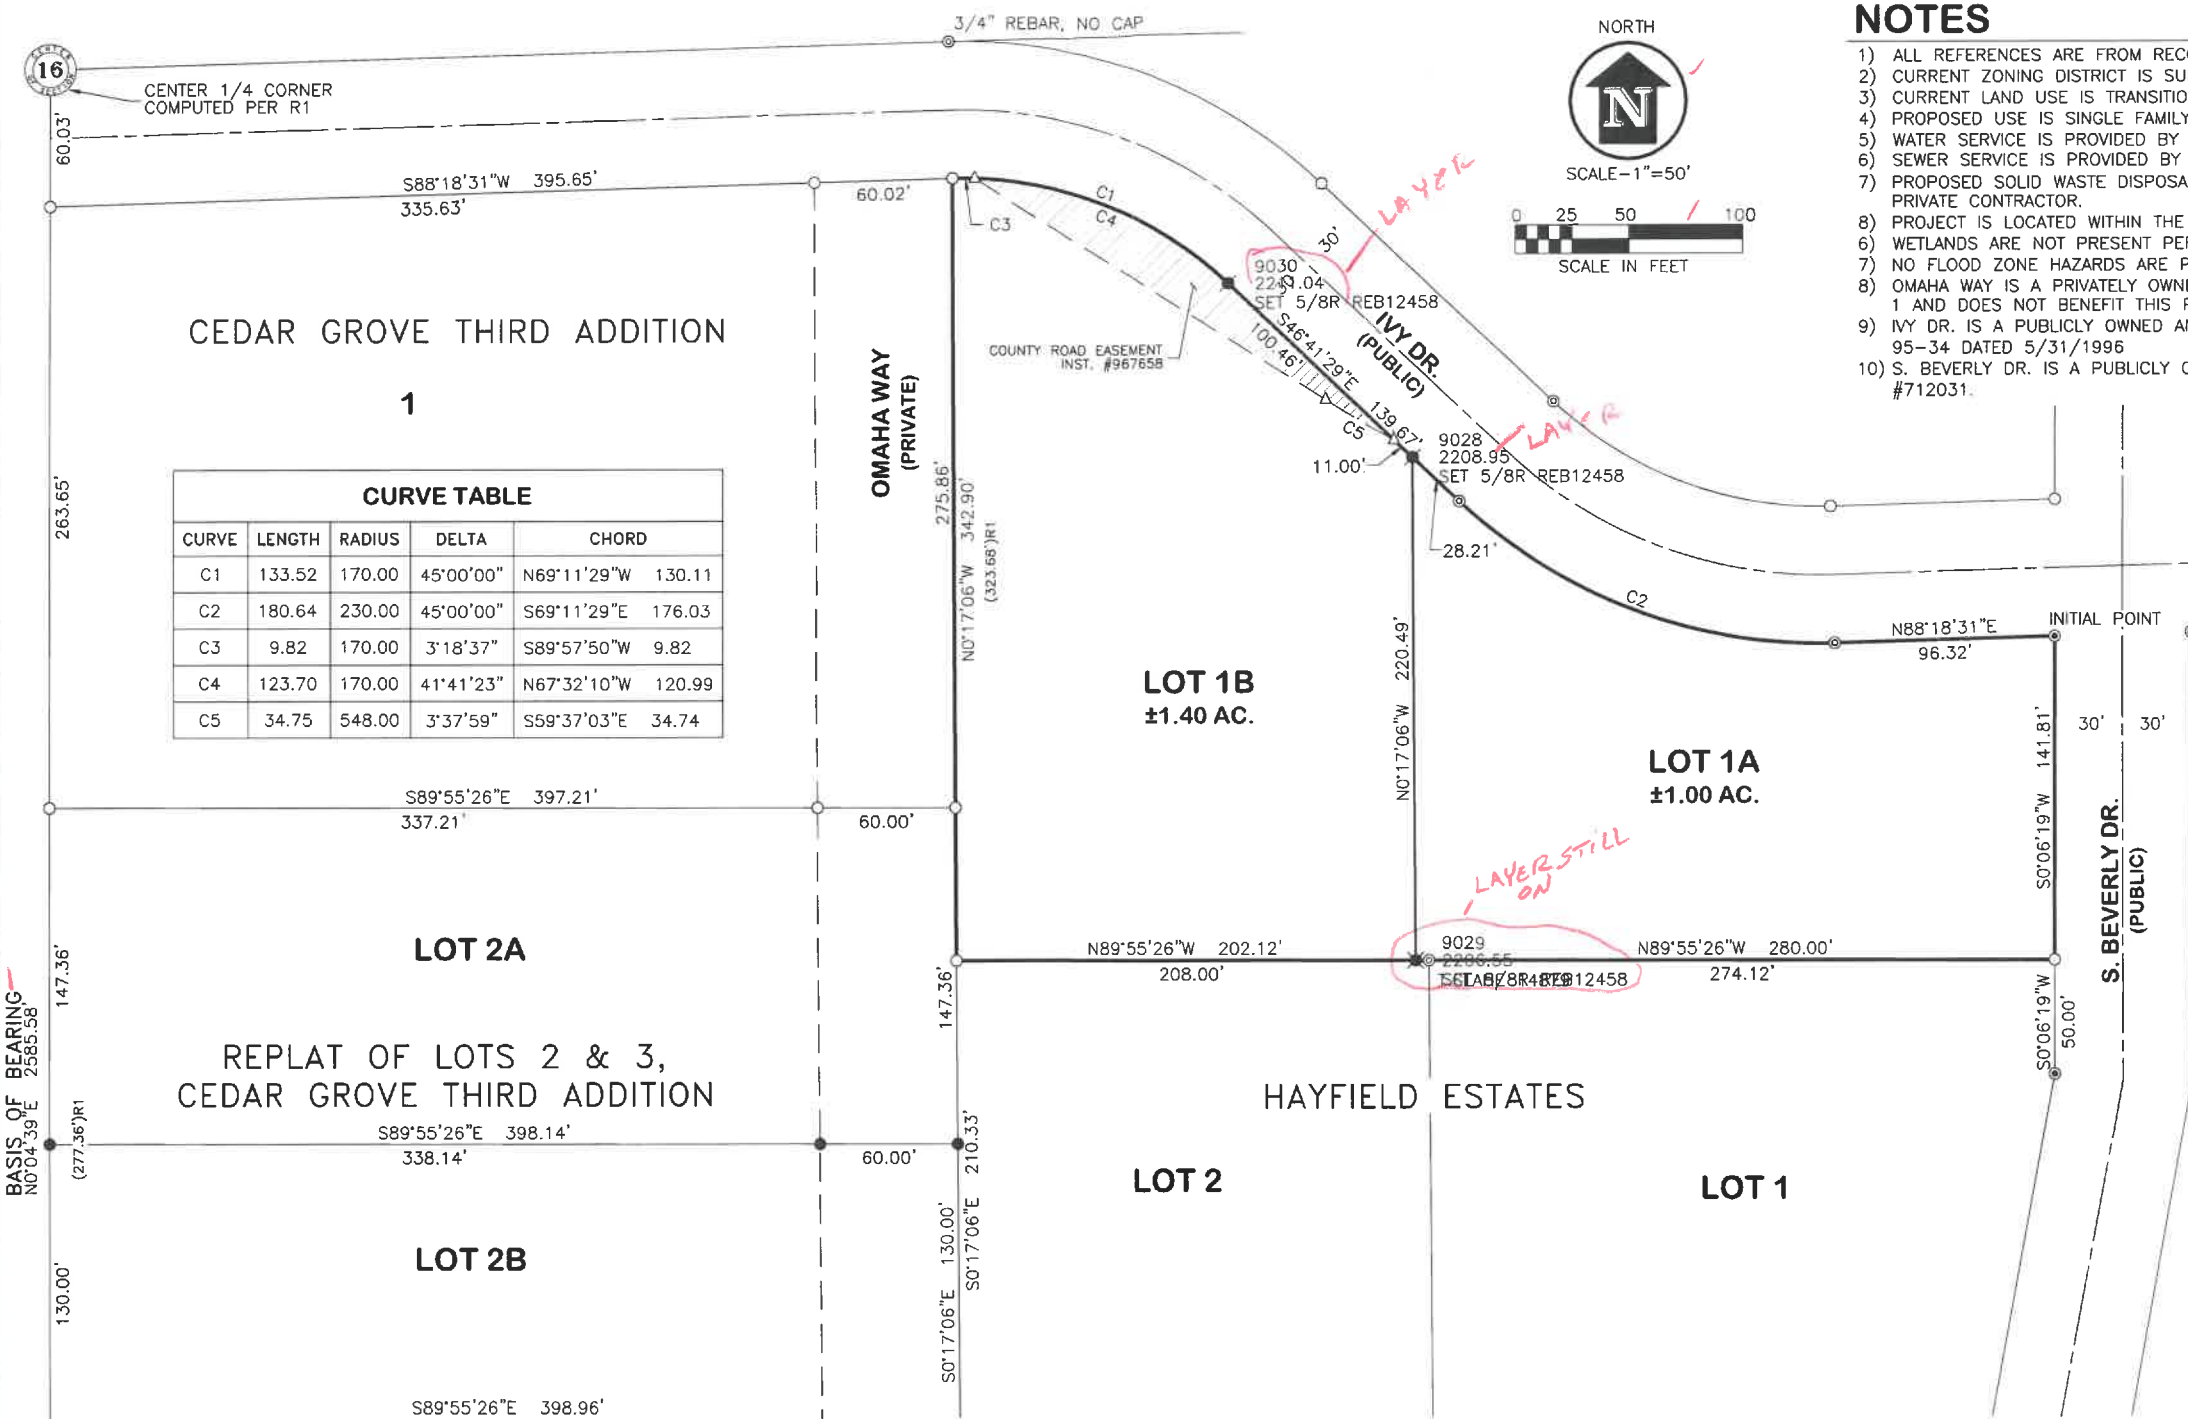 3/4" REBAR, NO CAP
CENTER
16
OF SECTION
CENTER 1/4 CORNER
COMPUTED PER R1
60.03'
S88°18'31"W 395.65'
335.63'
60.02'
C3
C1
C4
NORTH
N
SCALE-1"=50'
0 25 50 100
SCALE IN FEET
NOTES
1) ALL REFERENCES ARE FROM
2) CURRENT ZONING DISTRICT IS
3) CURRENT LAND USE IS
4) PROPOSED USE IS SINGLE FAMILY
5) WATER SERVICE IS PROVIDED BY
6) SEWER SERVICE IS PROVIDED BY
7) PROPOSED SOLID WASTE
PRIVATE CONTRACTOR.
8) PROJECT IS LOCATED WITHIN THE
6) WETLANDS ARE NOT PRESENT
7) NO FLOOD ZONE HAZARDS ARE
8) OMAHA WAY IS A PRIVATELY
1 AND DOES NOT BENEFIT THIS
9) IVY DR. IS A PUBLICLY OWNED
95-34 DATED 5/31/1996
10) S. BEVERLY DR. IS A PUBLICLY
#712031.
LAYER
30'
30'
9030
SET 5/8R REB12458
S46°41'29"E
100.46'
139.67'
IVY DR.
(PUBLIC)
COUNTY ROAD EASEMENT
INST. #967658
C5
11.00'
LAYER
9028
2208.95
SET 5/8R REB12458
28.21'
C2
CEDAR GROVE THIRD ADDITION
1
263.65'
OMAHA WAY
(PRIVATE)
275.86'
N0°17'06"W 342.90'
(323.68')R1
CURVE TABLE
CURVE LENGTH RADIUS DELTA CHORD
C1 133.52 170.00 45°00'00" N69°11'29"W 130.11
C2 180.64 230.00 45°00'00" S69°11'29"E 176.03
C3 9.82 170.00 3°18'37" S89°57'50"W 9.82
C4 123.70 170.00 41°41'23" N67°32'10"W 120.99
C5 34.75 548.00 3°37'59" S59°37'03"E 34.74
INITIAL POINT
N88°18'31"E
96.32'
LOT 1B
±1.40 AC.
N0°17'06"W 220.49'
LOT 1A
±1.00 AC.
S0°06'19"W 141.81'
30' 30'
S. BEVERLY DR.
(PUBLIC)
S89°55'26"E 397.21'
337.21'
60.00'
LAYER STILL
ON
LOT 2A
147.36'
147.36'
N89°55'26"W 202.12'
208.00'
9029
2206.55
N89°55'26"W 280.00'
274.12'
S0°06'19"W
50.00'
BASIS OF BEARING
N0°04'39"E 2585.58'
(277.36')R1
REPLAT OF LOTS 2 & 3,
CEDAR GROVE THIRD ADDITION
HAYFIELD ESTATES
S89°55'26"E 398.14'
338.14'
60.00'
S0°17'06"E 210.33'
LOT 2
LOT 1
LOT 2B
130.00'
S0°17'06"E 130.00'
S89°55'26"E 398.96'